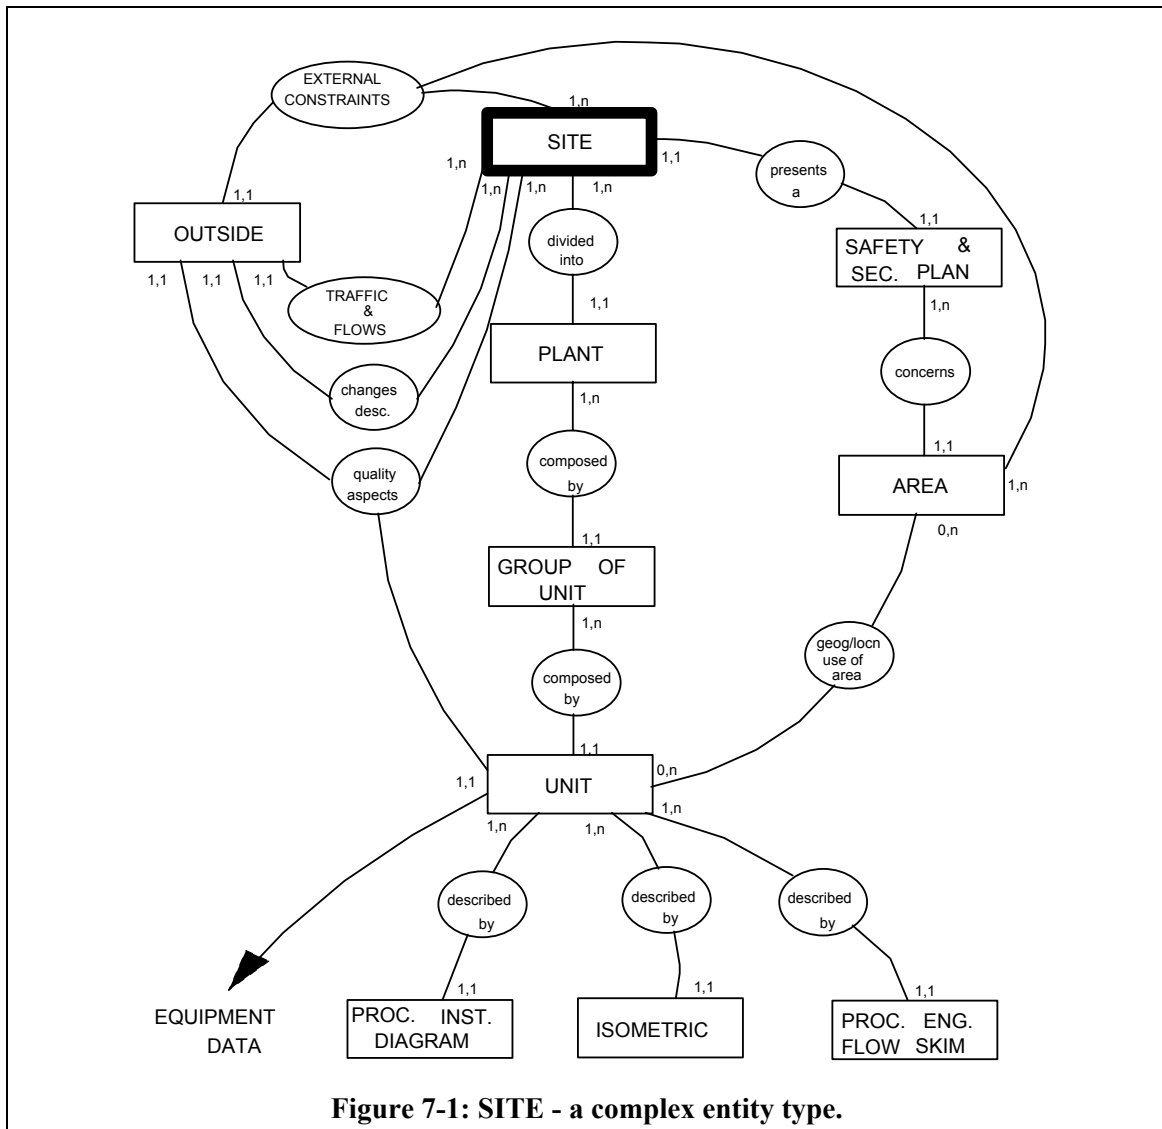 EXTERNAL
CONSTRAINTS
1,n
SITE
1,n
1,1
presents
a
1,n
1,n
1,n
1,1
OUTSIDE
1,1
SAFETY &
SEC. PLAN
divided
into
1,1
1,1
1,1
TRAFFIC
&
FLOWS
1,1
1,n
PLANT
concerns
1,n
changes
desc.
1,1
composed
by
quality
aspects
AREA
1,n
0,n
1,1
GROUP OF
UNIT
1,n
geog/locn
use of
area
composed
by
1,1
0,n
1,1
UNIT
1,n
1,n
1,n
described
by
described
by
described
by
1,1
1,1
1,1
EQUIPMENT
DATA
PROC. INST.
DIAGRAM
ISOMETRIC
PROC. ENG.
FLOW SKIM
Figure 7-1: SITE - a complex entity type.